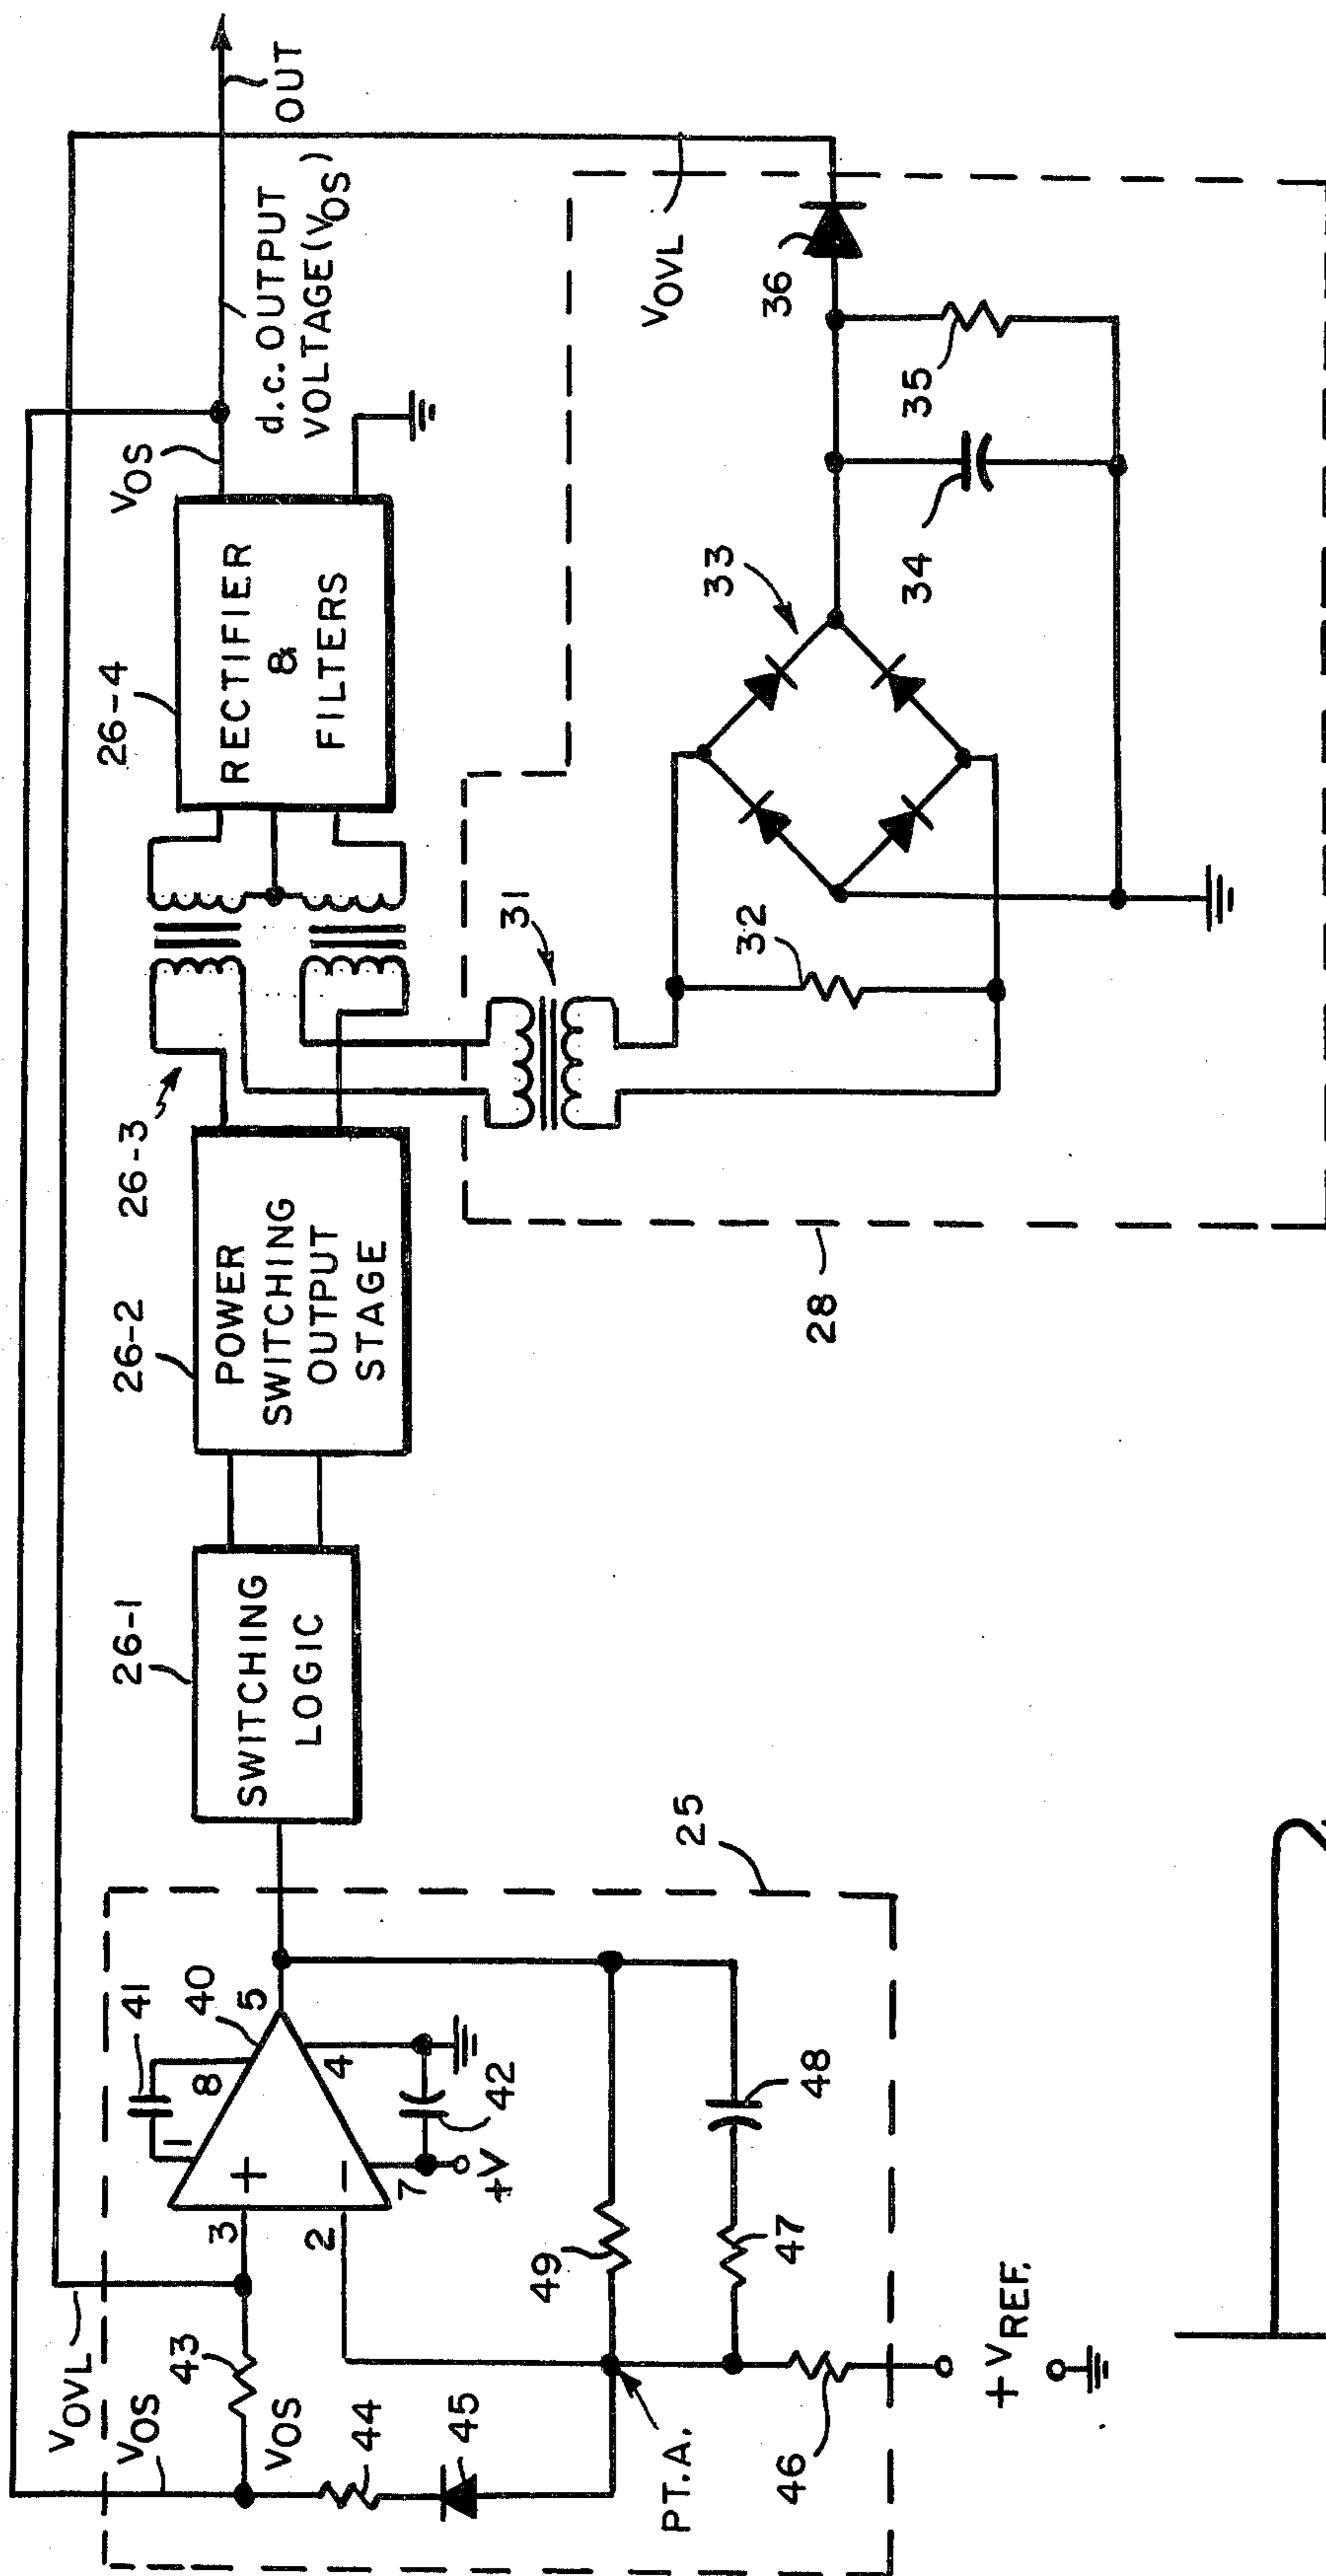 VOVL
VOS
43
VOS
44
45
PT.A.
46
+VREF.
3
2
+
−
1
8
41
40
5
4
7
42
+V
49
47
48
25
26-1
SWITCHING
LOGIC
26-2
POWER
SWITCHING
OUTPUT
STAGE
26-3
26-4
RECTIFIER
&
FILTERS
VOS
d.c. OUTPUT
VOLTAGE(VOS)
OUT
28
31
32
33
34
35
36
VOVL